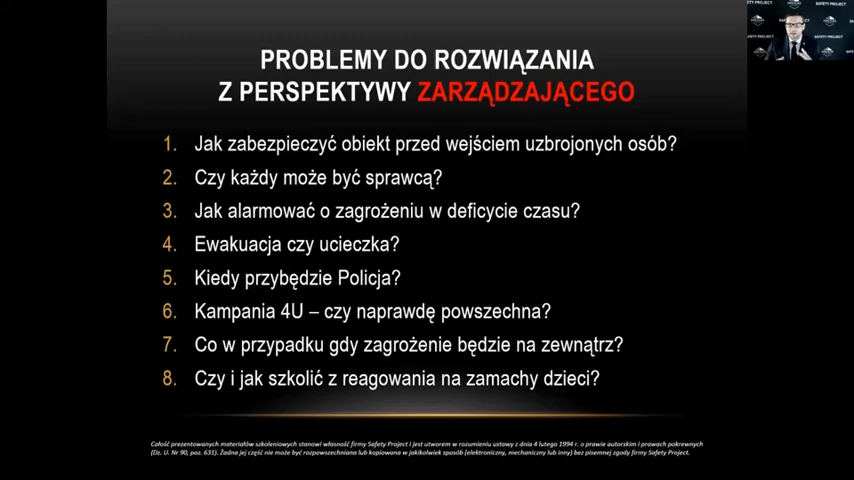 SAFETY PROJECT
PROBLEMY DO ROZWIĄZANIA
Z PERSPEKTYWY ZARZĄDZAJĄCEGO
1. Jak zabezpieczyć obiekt przed wejściem uzbrojonych osób?
2. Czy każdy może być sprawcą?
3. Jak alarmować o zagrożeniu w deficycie czasu?
4. Ewakuacja czy ucieczka?
5. Kiedy przybędzie Policja?
6. Kampania 4U – czy naprawdę powszechna?
7. Co w przypadku gdy zagrożenie będzie na zewnątrz?
8. Czy i jak szkolić z reagowania na zamachy dzieci?
Całość prezentowanych materiałów szkoleniowych stanowi własność firmy Safety Project i jest utworem w rozumieniu ustawy z dnia 4 lutego 1994 r. o prawie autorskim i prawach pokrewnych
(Dz. U. Nr 90, poz. 631). Żadna jej część nie może być rozpowszechniana lub kopiowana w jakikolwiek sposób (elektroniczny, mechaniczny lub inny) bez pisemnej zgody firmy Safety Project.